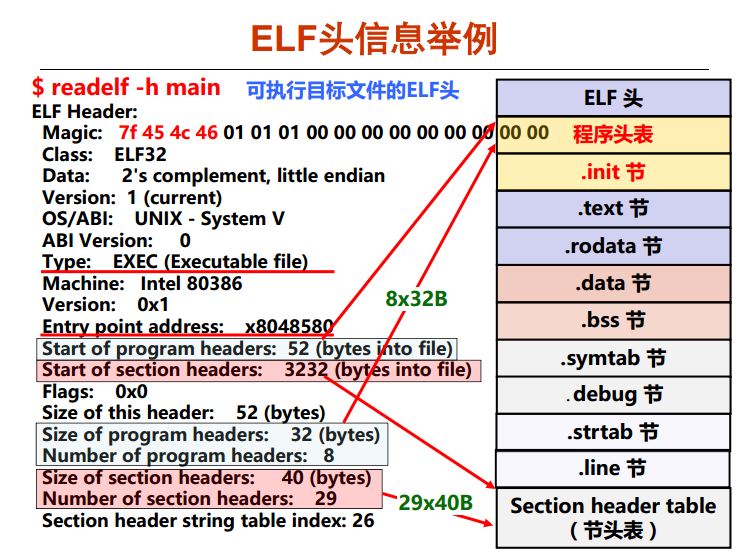 ELF头信息举例
$ readelf -h main 可执行目标文件的ELF头
ELF Header:
Magic: 7f 45 4c 46 01 01 01 00 00 00 00 00 00 00 00 00
Class: ELF32
Data: 2's complement, little endian
Version: 1 (current)
OS/ABI: UNIX - System V
ABI Version: 0
Type: EXEC (Executable file)
Machine: Intel 80386
Version: 0x1
Entry point address: x8048580
Start of program headers: 52 (bytes into file)
Start of section headers: 3232 (bytes into file)
Flags: 0x0
Size of this header: 52 (bytes)
Size of program headers: 32 (bytes)
Number of program headers: 8
Size of section headers: 40 (bytes)
Number of section headers: 29
Section header string table index: 26
8x32B
29x40B
ELF 头
程序头表
.init 节
.text 节
.rodata 节
.data 节
.bss 节
.symtab 节
.debug 节
.strtab 节
.line 节
Section header table
（节头表）